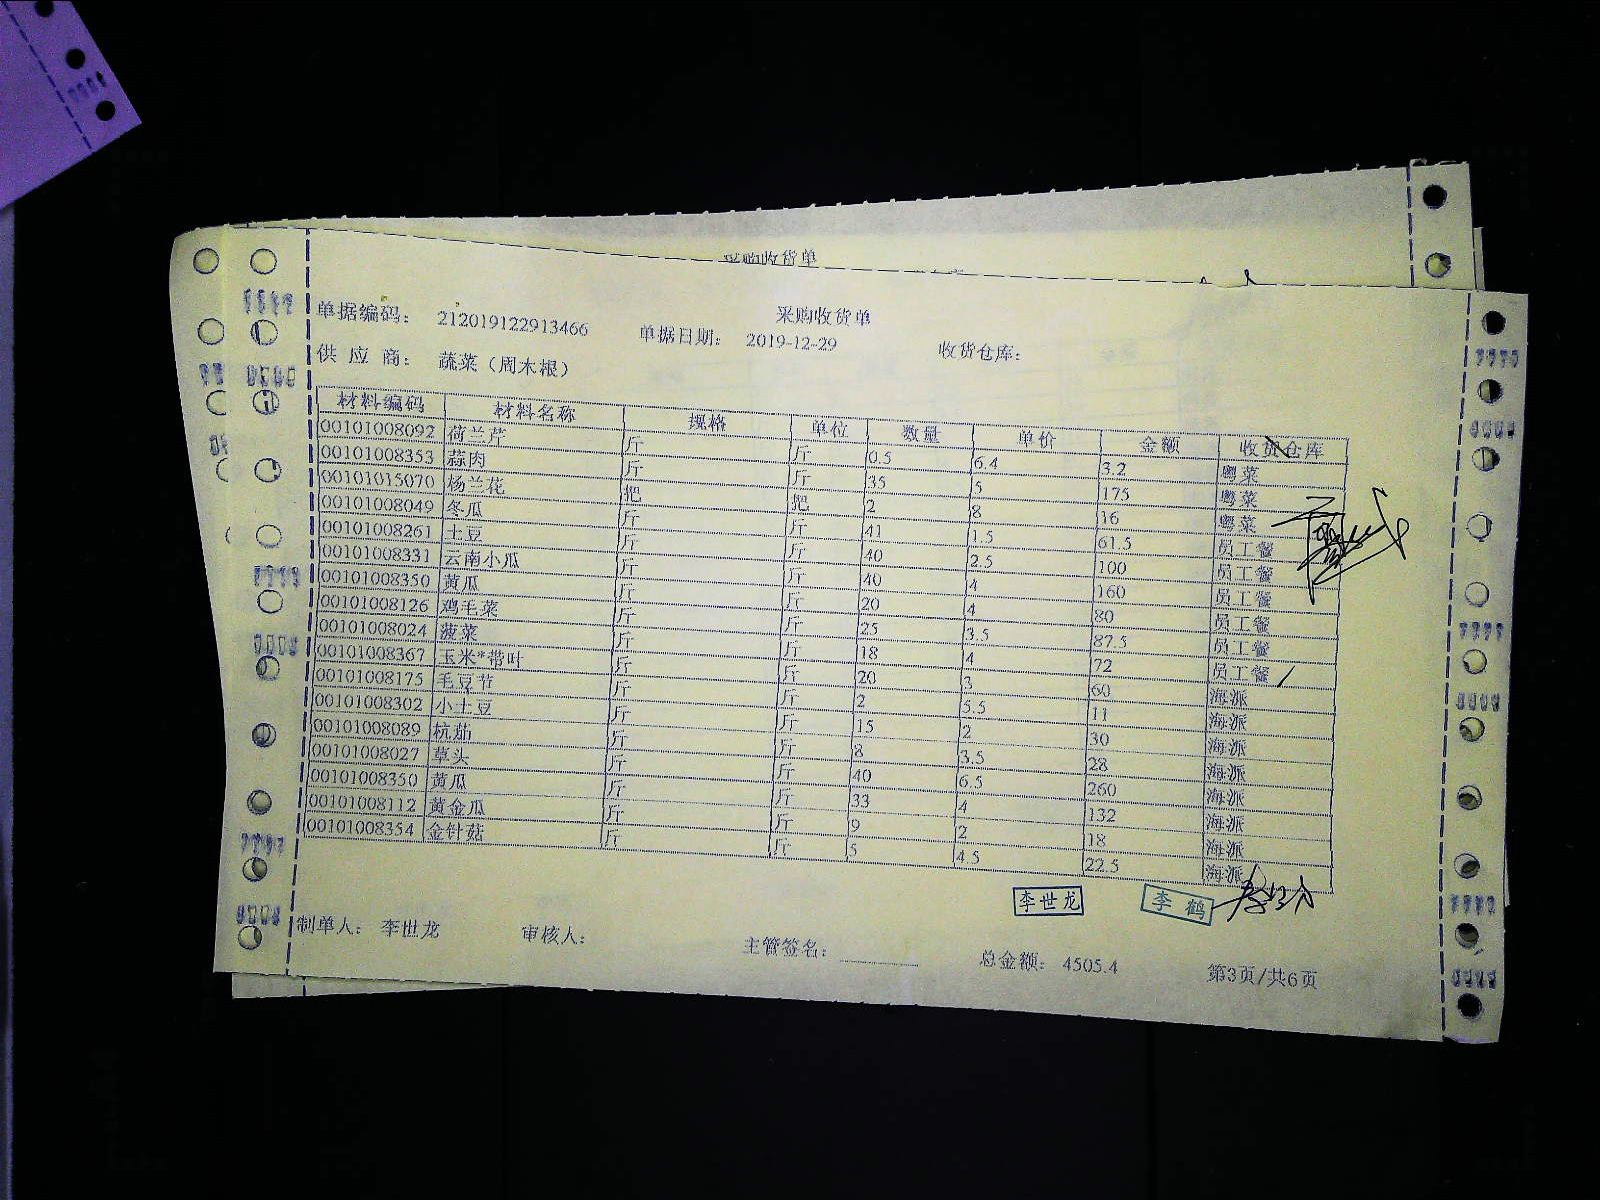 采购收货单
采购收货单
单据编码: 212019122913466 单据日期: 2019-12-29 收货仓库:
供 应 商: 蔬菜（周木根）
材料编码 材料名称 规格 单位 数量 单价 金额 收货仓库
00101008092 荷兰芹 斤 斤 0.5 6.4 3.2 粤菜
00101008353 蒜肉 斤 斤 35 5 175 粤菜
00101015070 杨兰花 把 把 2 8 16 粤菜
00101008049 冬瓜 斤 斤 41 1.5 61.5 员工餐
00101008261 土豆 斤 斤 40 2.5 100 员工餐
00101008331 云南小瓜 斤 斤 40 4 160 员工餐
00101008350 黄瓜 斤 斤 20 4 80 员工餐
00101008126 鸡毛菜 斤 斤 25 3.5 87.5 员工餐
00101008024 菠菜 斤 斤 18 4 72 员工餐
00101008367 玉米*带叶 斤 斤 20 3 60 海派
00101008175 毛豆节 斤 斤 2 5.5 11 海派
00101008302 小土豆 斤 斤 15 2 30 海派
00101008089 杭茄 斤 斤 8 3.5 28 海派
00101008027 草头 斤 斤 40 6.5 260 海派
00101008350 黄瓜 斤 斤 33 4 132 海派
00101008112 黄金瓜 斤 斤 9 2 18 海派
00101008354 金针菇 斤 斤 5 4.5 22.5 海派
李世龙 李鹤
制单人: 李世龙 审核人: 主管签名: 总金额: 4505.4 第3页/共6页